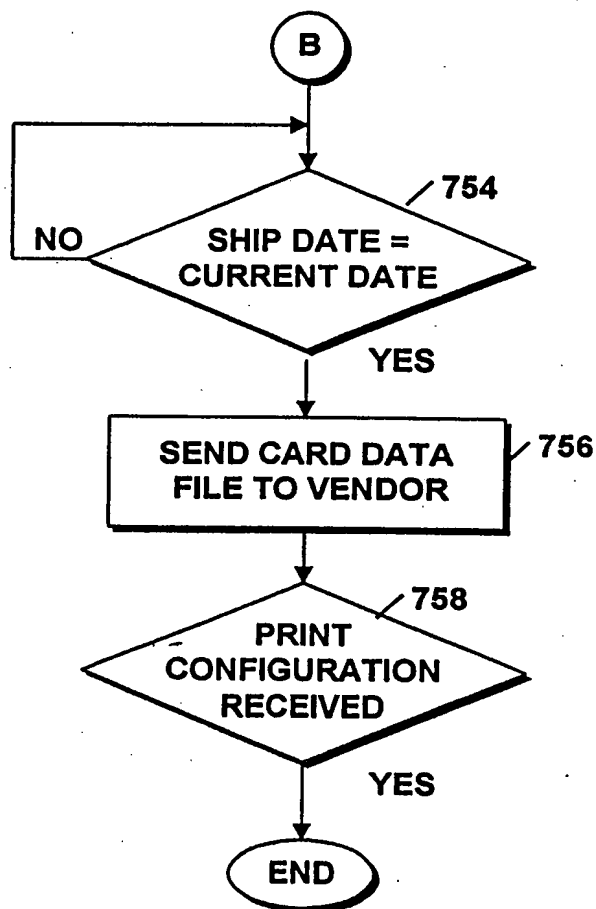 B
754
NO
SHIP DATE =
CURRENT DATE
YES
SEND CARD DATA
FILE TO VENDOR
756
758
PRINT
CONFIGURATION
RECEIVED
YES
END